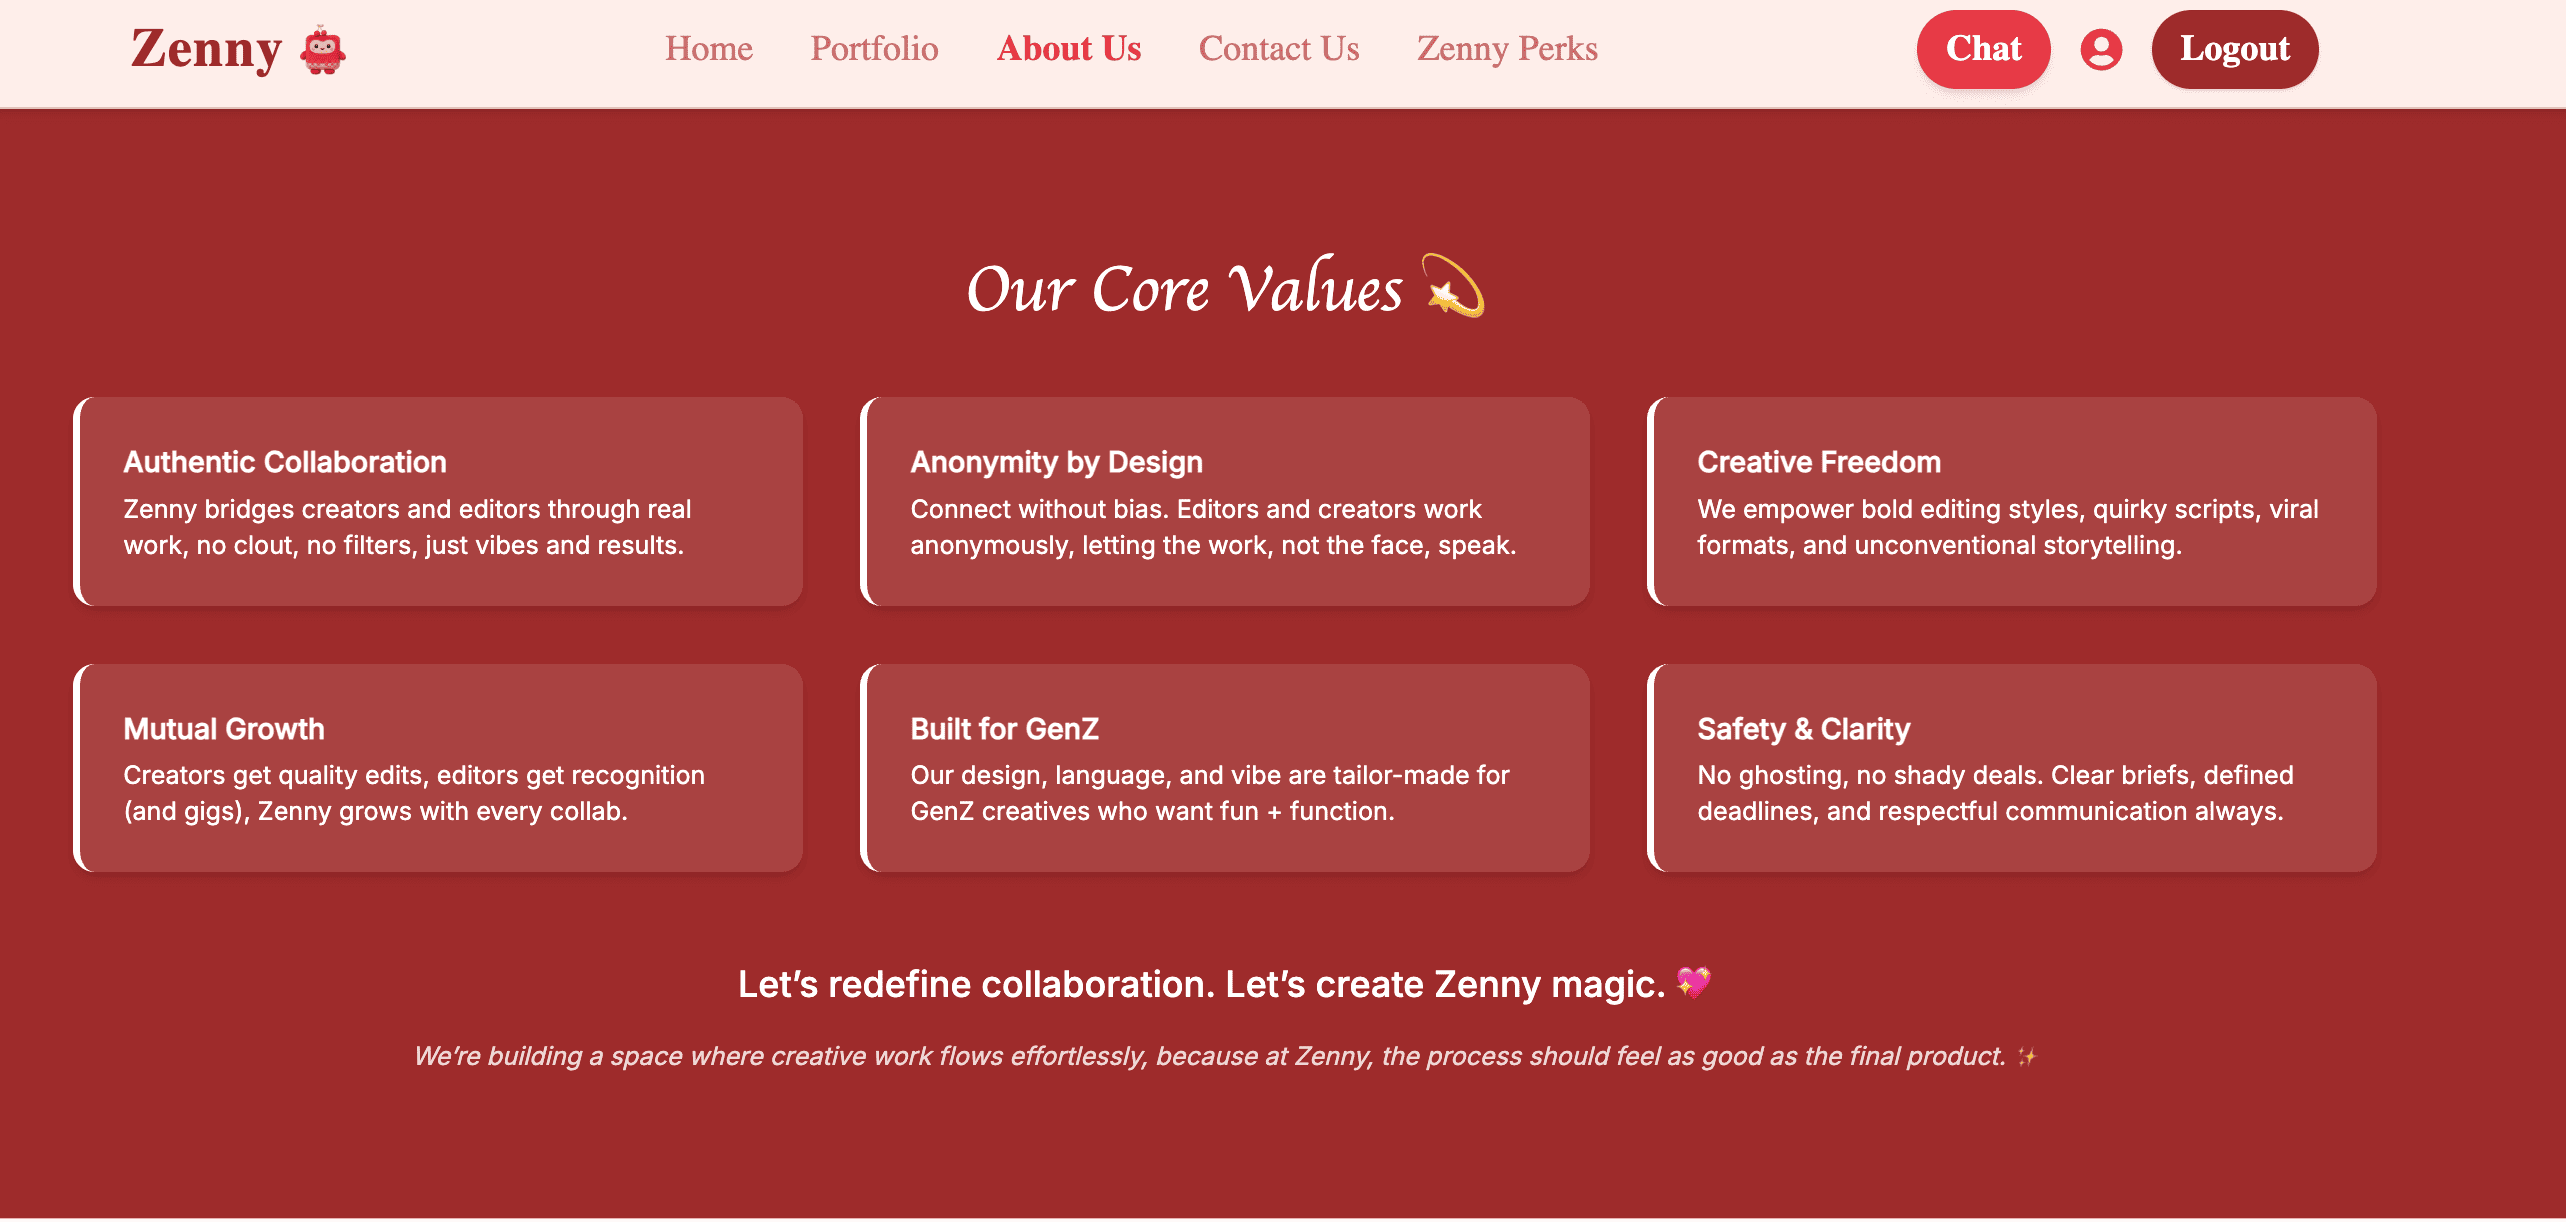 Zenny
Home
Portfolio
About Us
Contact Us
Zenny Perks
Chat
Logout
Our Core Values 💫
Authentic Collaboration
Zenny bridges creators and editors through real
work, no clout, no filters, just vibes and results.
Anonymity by Design
Connect without bias. Editors and creators work
anonymously, letting the work, not the face, speak.
Creative Freedom
We empower bold editing styles, quirky scripts, viral
formats, and unconventional storytelling.
Mutual Growth
Creators get quality edits, editors get recognition
(and gigs), Zenny grows with every collab.
Built for GenZ
Our design, language, and vibe are tailor-made for
GenZ creatives who want fun + function.
Safety & Clarity
No ghosting, no shady deals. Clear briefs, defined
deadlines, and respectful communication always.
Let’s redefine collaboration. Let’s create Zenny magic. 💖
We’re building a space where creative work flows effortlessly, because at Zenny, the process should feel as good as the final product. ✨